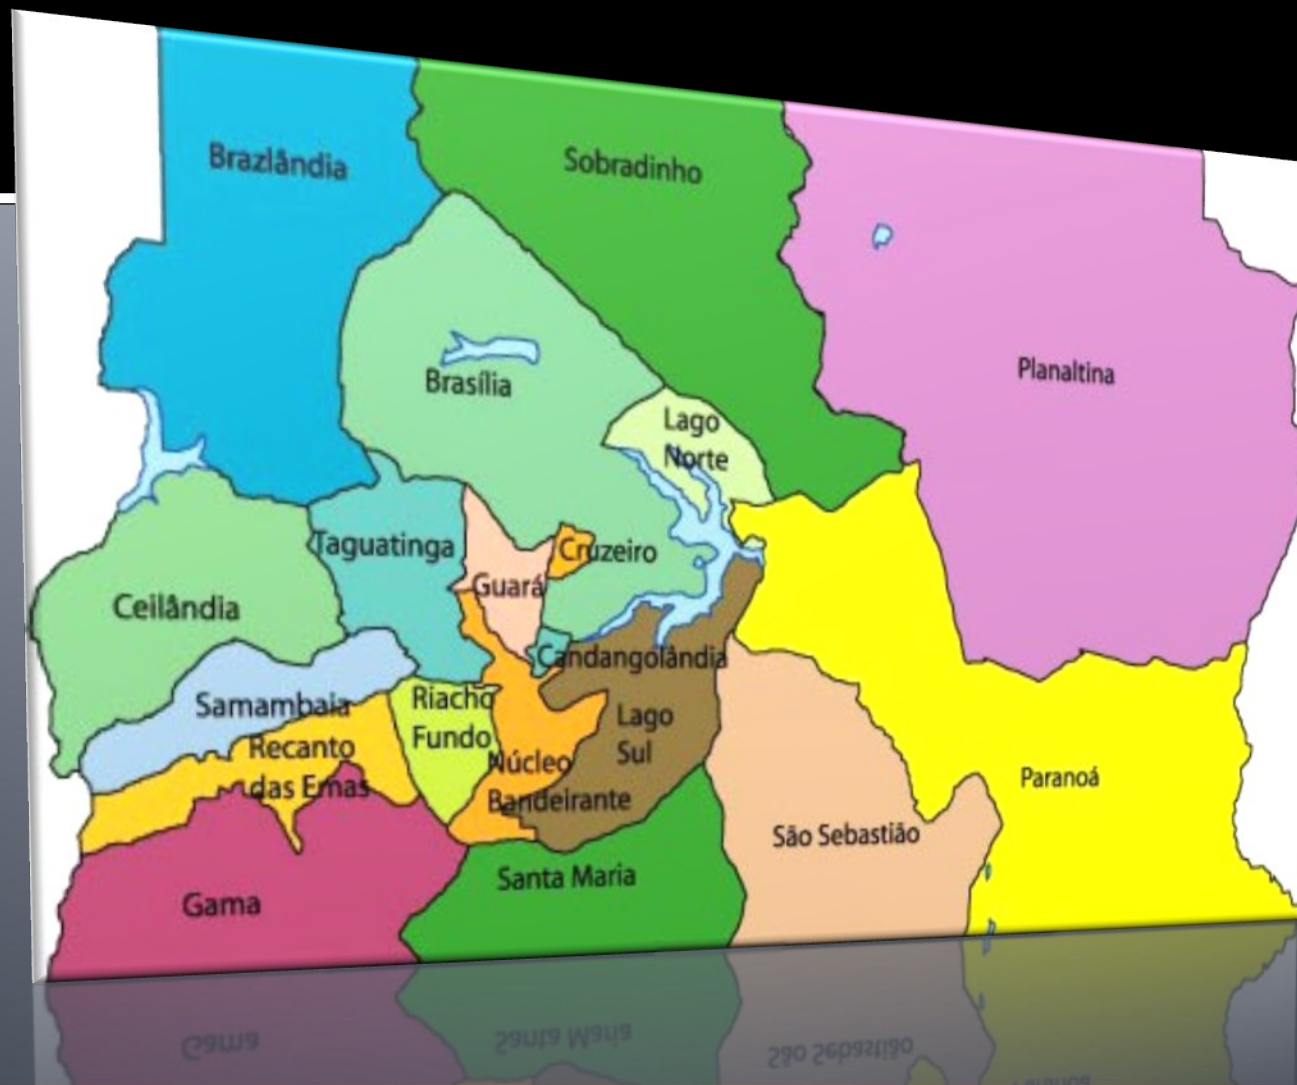 Brazlândia
Sobradinho
Planaltina
Brasília
Lago
Norte
Taguatinga
Cruzeiro
Guará
Ceilândia
Candangolândia
Samambaia
Riacho
Fundo
Lago
Sul
Recanto
das Emas
Núcleo
Bandeirante
Paranoá
São Sebastião
Santa Maria
Gama